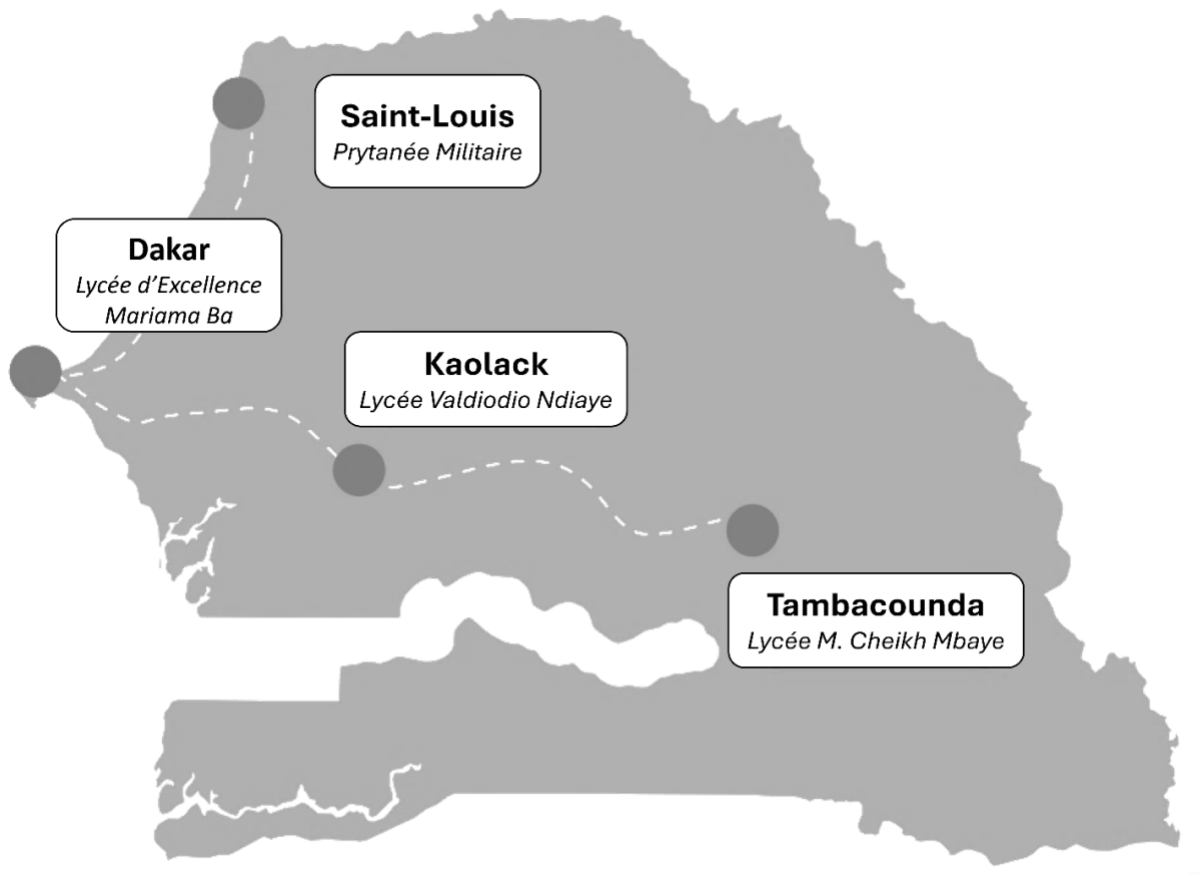 Saint-Louis
Prytanée Militaire
Dakar
Lycée d’Excellence
Mariama Ba
Kaolack
Lycée Valdiodio Ndiaye
Tambacounda
Lycée M. Cheikh Mbaye